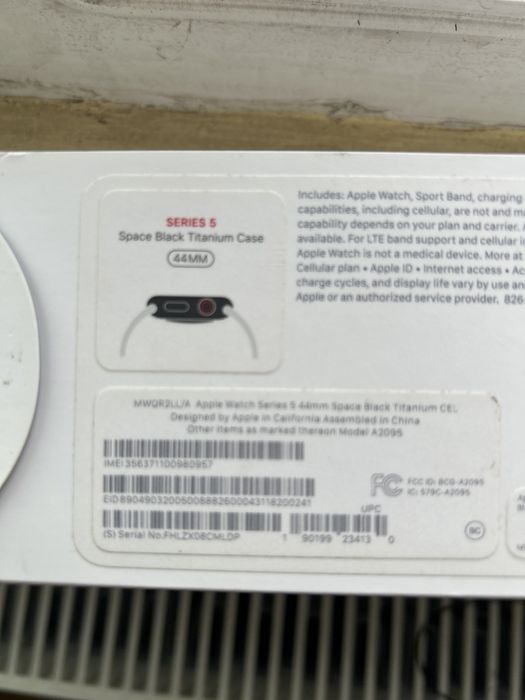 SERIES 5
Space Black Titanium Case
44MM
Includes: Apple Watch, Sport Band, charging
capabilities, including cellular, are not and m
capability depends on your plan and carrier.
available. For LTE band support and cellular i
Apple Watch is not a medical device. More at
Cellular plan • Apple ID • Internet access • Ac
charge cycles, and display life vary by use an
Apple or an authorized service provider. 826
MWQR2LL/A Apple Watch Series 5 44mm Space Black Titanium CEL
Designed by Apple in California Assembled in China
Other items as marked thereon Model A2095
IMEI 356371100980957
FC FCC ID: BCG-A2095
IC: 579C-A2095
EID 89049032005008882600043118200241
UPC
(S) Serial No. FHLZX08CMLDP
1 90199 23413 0